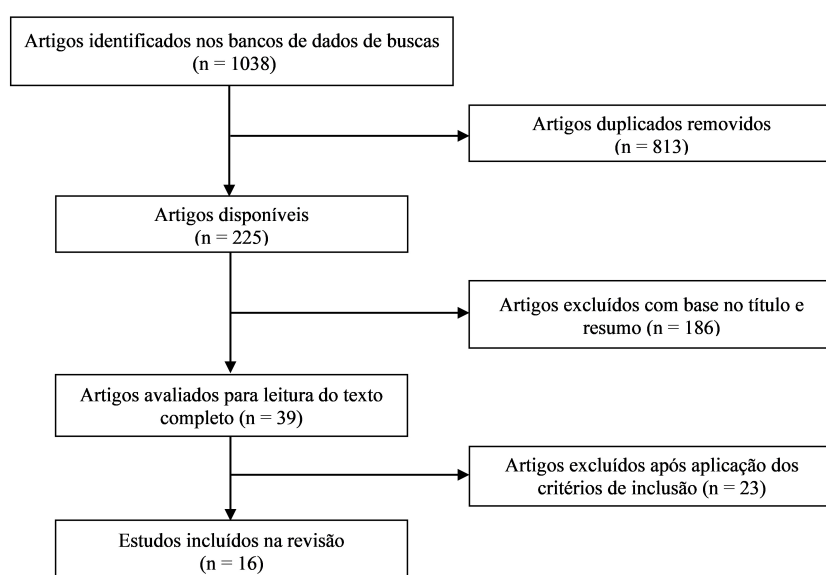 Artigos identificados nos bancos de dados de buscas
(n = 1038)
Artigos duplicados removidos
(n = 813)
Artigos disponíveis
(n = 225)
Artigos excluídos com base no título e
resumo (n = 186)
Artigos avaliados para leitura do texto
completo (n = 39)
Artigos excluídos após aplicação dos
critérios de inclusão (n = 23)
Estudos incluídos na revisão
(n = 16)